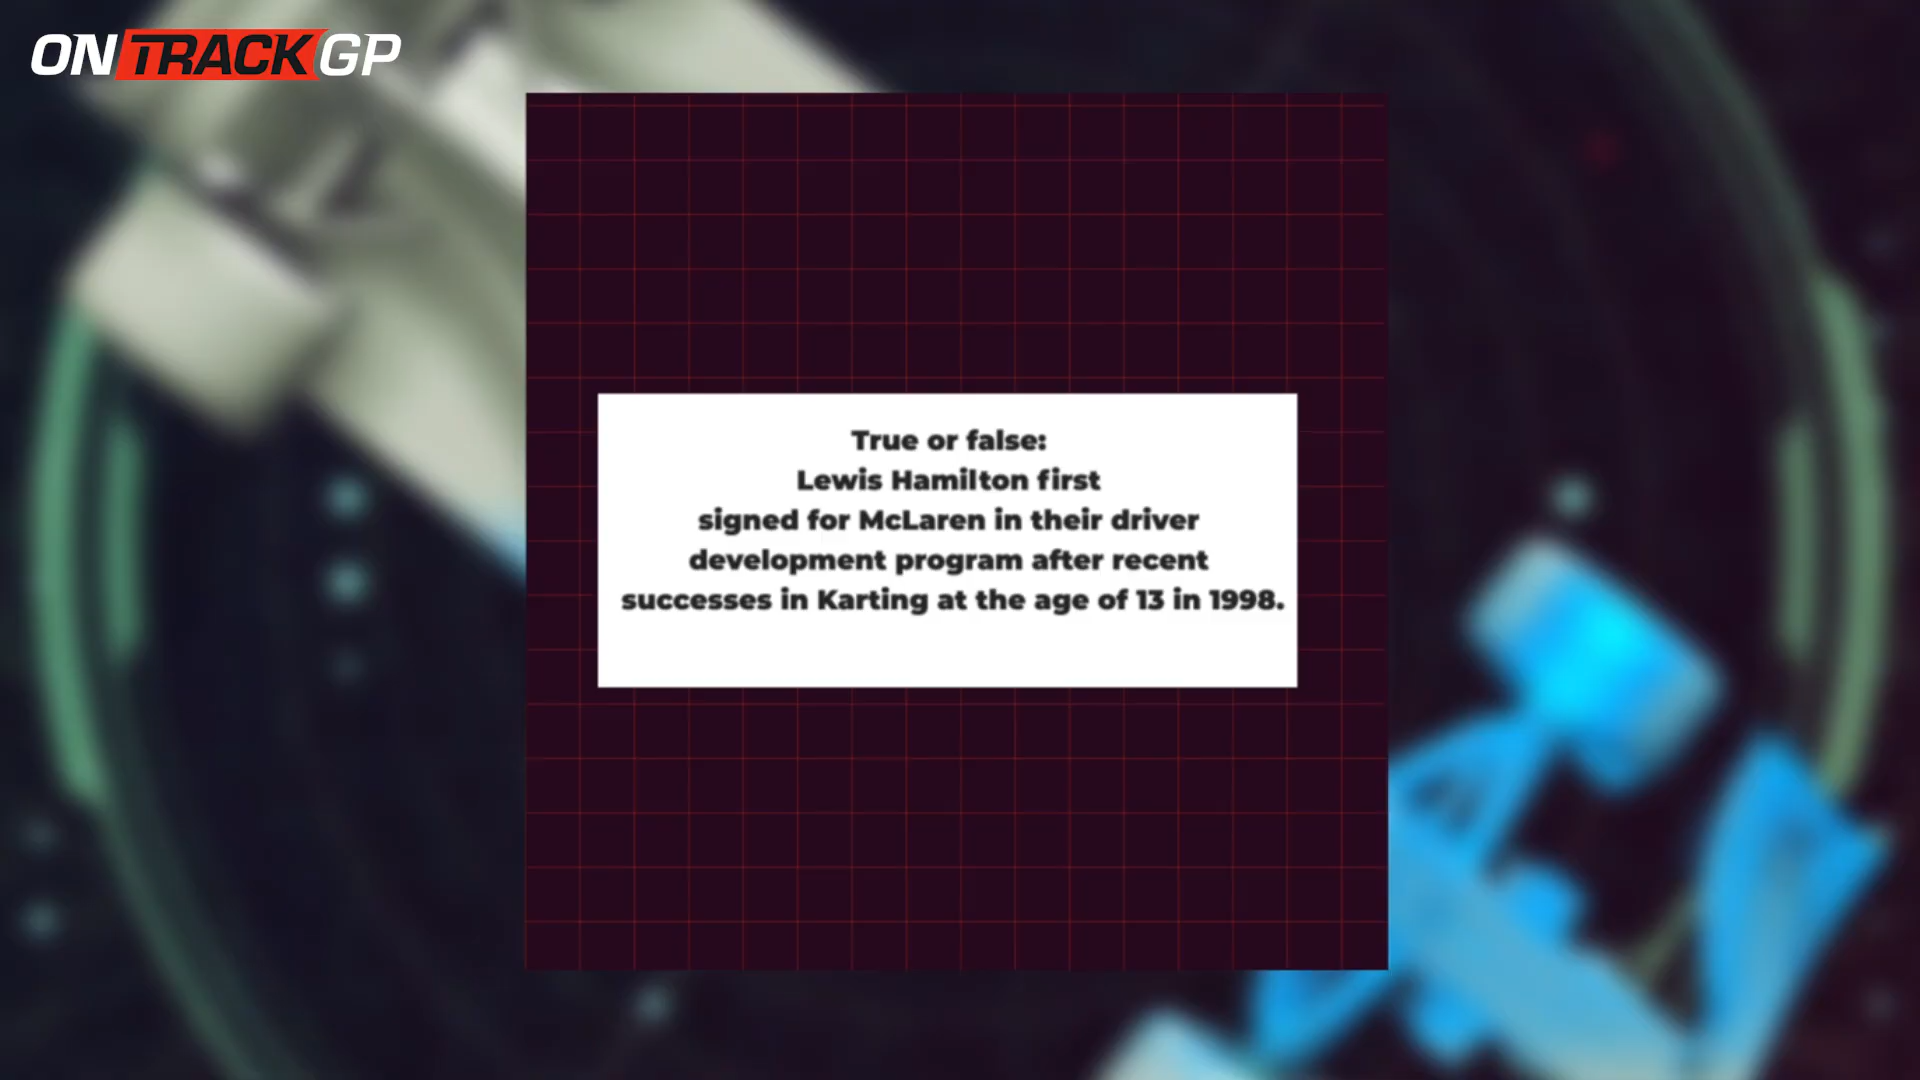 ONTRACKGP
True or false:
Lewis Hamilton first
signed for McLaren in their driver
development program after recent
successes in Karting at the age of 13 in 1998.